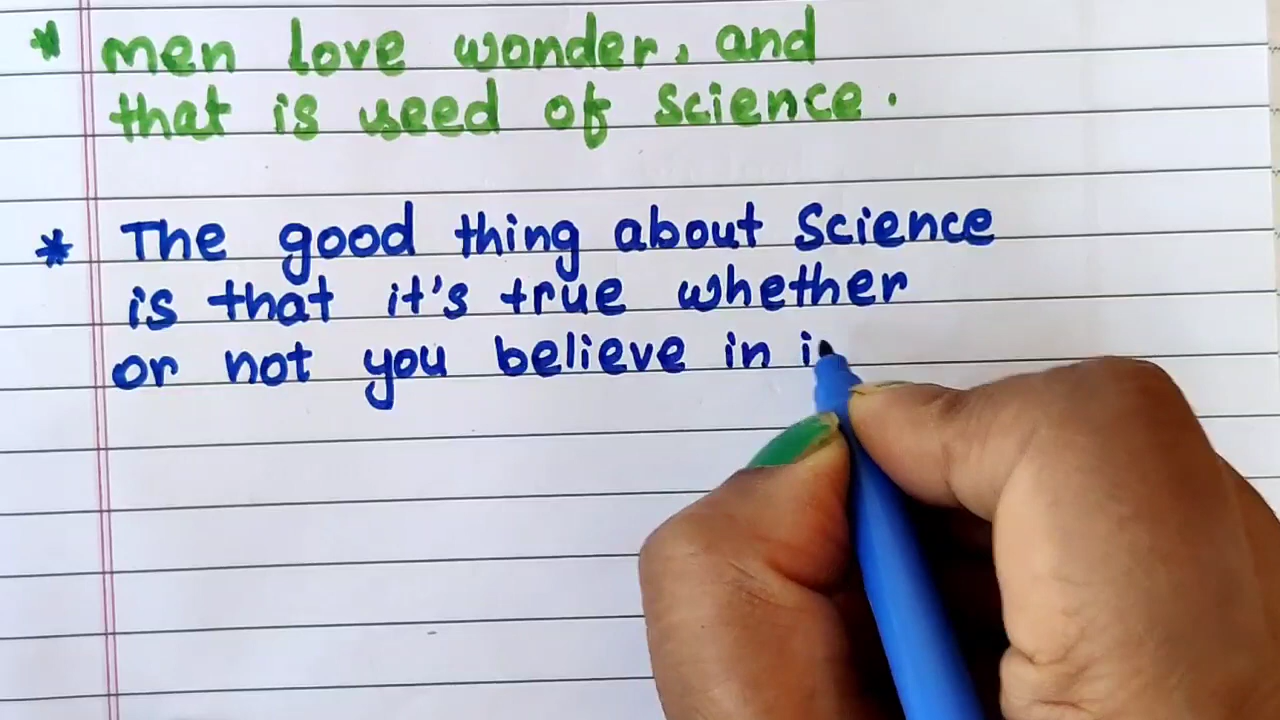 * men love wonder, and
that is seed of science.
* The good thing about Science
is that it's true whether
or not you believe in i